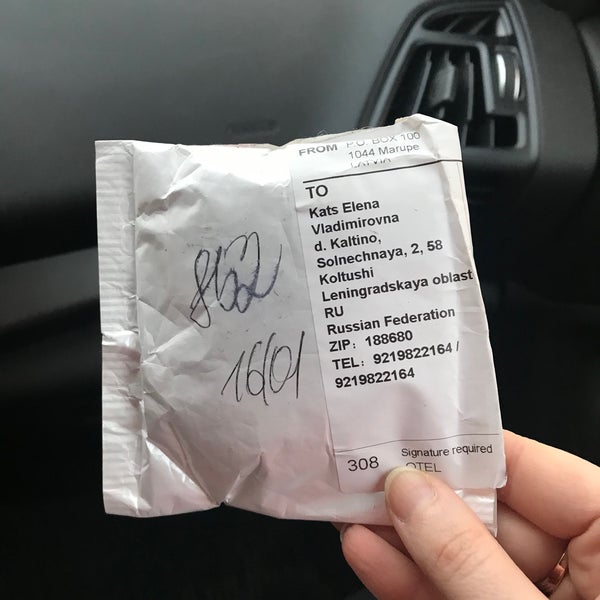 FROM P.O. BOX 100
1044 Marupe
LATVIA
TO
Kats Elena
Vladimirovna
d. Kaltino,
Solnechnaya, 2, 58
Koltushi
Leningradskaya oblast
RU
Russian Federation
ZIP: 188680
TEL: 9219822164 /
9219822164
308 Signature required
8152
16/01